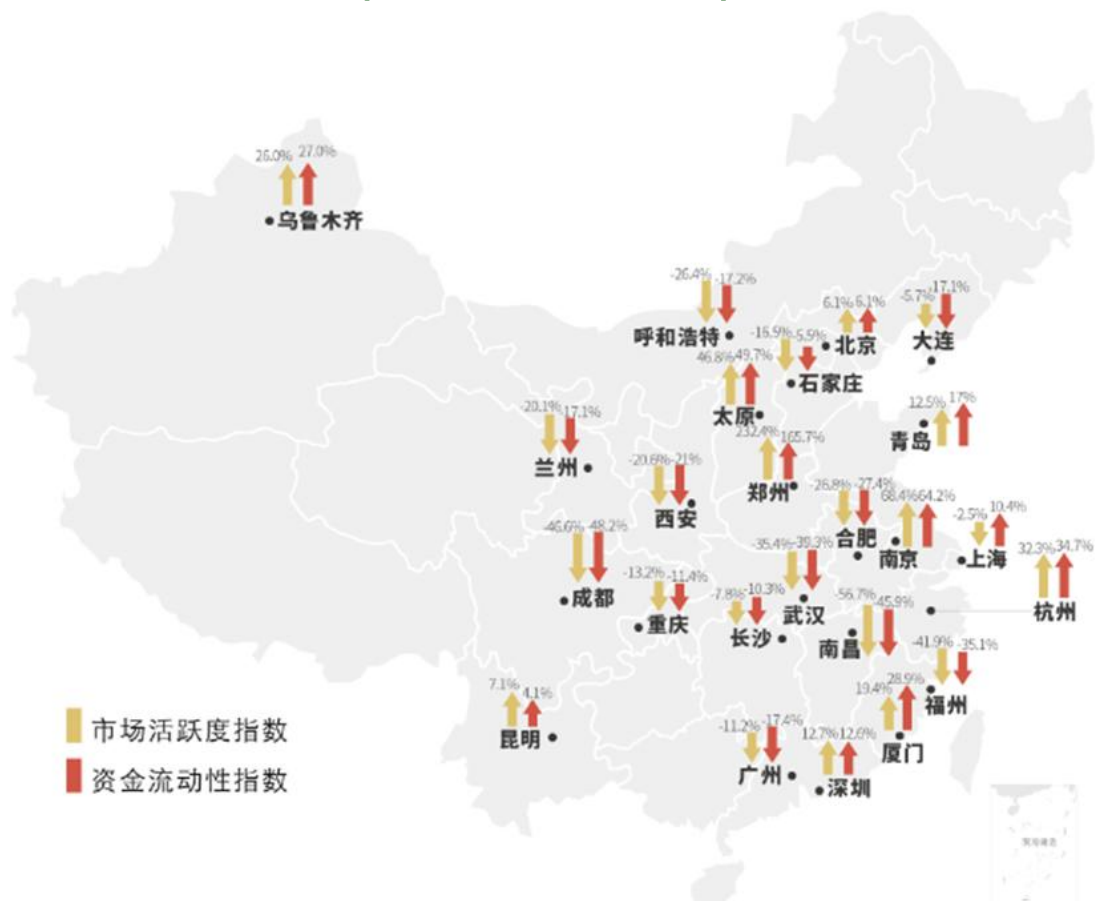 26.0% 27.0%
乌鲁木齐
-26.4% -17.2%
呼和浩特
6.1% 6.1%
北京
-5.7% -17.1%
大连
-16.9% -5.9%
石家庄
46.8% 49.7%
太原
12.5% 17%
青岛
-20.1% 17.1%
兰州
232.4% 165.7%
郑州
-20.6% -21%
西安
-26.8% -27.4%
合肥
68.4% 64.2%
南京
-2.5% 10.4%
上海
32.3% 34.7%
杭州
-46.6% -48.2%
成都
-13.2% -11.4%
重庆
-7.8% -10.3%
长沙
-35.4% -39.3%
武汉
-56.7% -45.9%
南昌
-41.9% -35.1%
福州
19.4% 28.9%
厦门
7.1% 4.1%
昆明
-11.2% -17.4%
广州
12.7% 12.6%
深圳
市场活跃度指数
资金流动性指数